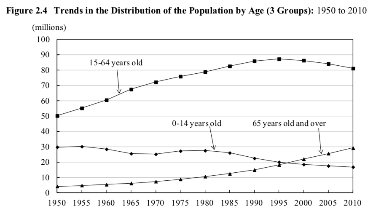 Figure 2.4 Trends in the Distribution of the Population by Age (3 Groups): 1950 to 2010
(millions)
100
90
80
70
60
50
40
30
20
10
0
15-64 years old
0-14 years old
65 years old and over
1950 1955 1960 1965 1970 1975 1980 1985 1990 1995 2000 2005 2010